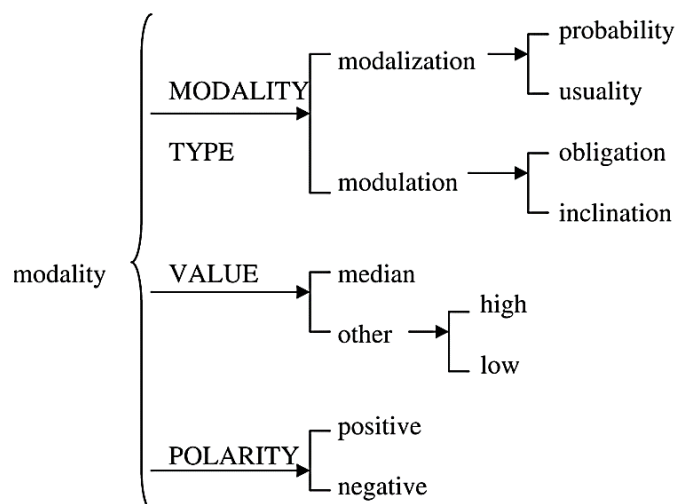 probability
modalization
MODALITY
usuality
TYPE
obligation
modulation
inclination
modality
VALUE
median
high
other
low
positive
POLARITY
negative